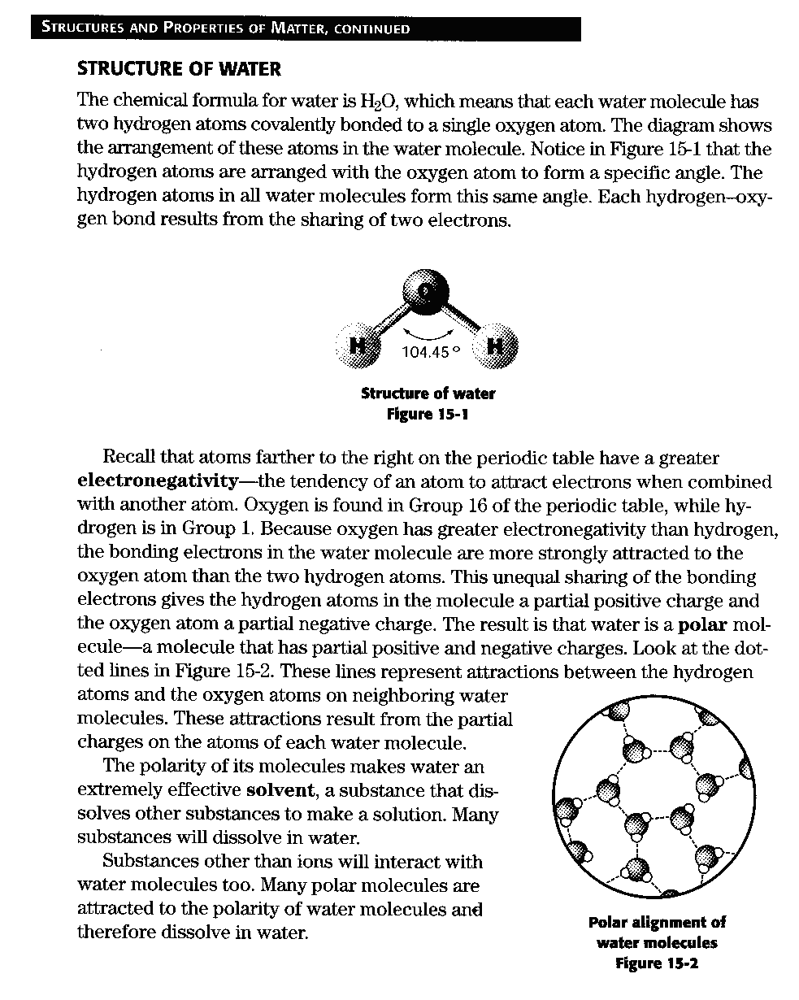 STRUCTURES AND PROPERTIES OF MATTER, CONTINUED
STRUCTURE OF WATER
The chemical formula for water is H₂O, which means that each water molecule has
two hydrogen atoms covalently bonded to a single oxygen atom. The diagram shows
the arrangement of these atoms in the water molecule. Notice in Figure 15-1 that the
hydrogen atoms are arranged with the oxygen atom to form a specific angle. The
hydrogen atoms in all water molecules form this same angle. Each hydrogen–oxy-
gen bond results from the sharing of two electrons.
O
H
104.45°
H
Structure of water
Figure 15-1
Recall that atoms farther to the right on the periodic table have a greater
electronegativity—the tendency of an atom to attract electrons when combined
with another atom. Oxygen is found in Group 16 of the periodic table, while hy-
drogen is in Group 1. Because oxygen has greater electronegativity than hydrogen,
the bonding electrons in the water molecule are more strongly attracted to the
oxygen atom than the two hydrogen atoms. This unequal sharing of the bonding
electrons gives the hydrogen atoms in the molecule a partial positive charge and
the oxygen atom a partial negative charge. The result is that water is a polar mol-
ecule—a molecule that has partial positive and negative charges. Look at the dot-
ted lines in Figure 15-2. These lines represent attractions between the hydrogen
atoms and the oxygen atoms on neighboring water
molecules. These attractions result from the partial
charges on the atoms of each water molecule.
The polarity of its molecules makes water an
extremely effective solvent, a substance that dis-
solves other substances to make a solution. Many
substances will dissolve in water.
Substances other than ions will interact with
water molecules too. Many polar molecules are
attracted to the polarity of water molecules and
therefore dissolve in water.
Polar alignment of
water molecules
Figure 15-2